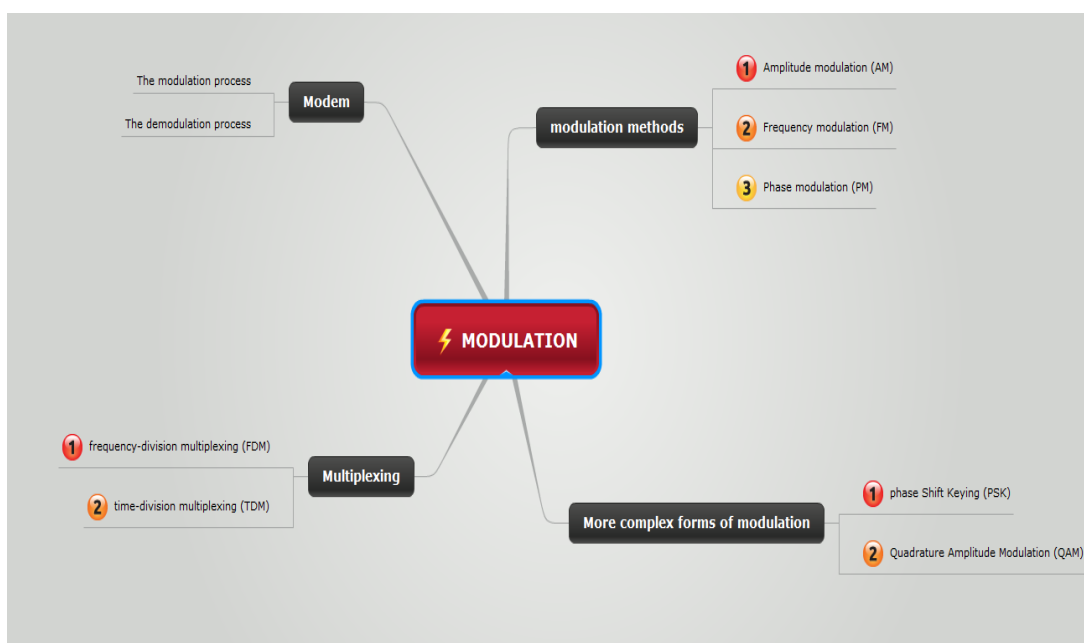 The modulation process
The demodulation process
Modem
modulation methods
1 Amplitude modulation (AM)
2 Frequency modulation (FM)
3 Phase modulation (PM)
MODULATION
1 frequency-division multiplexing (FDM)
2 time-division multiplexing (TDM)
Multiplexing
More complex forms of modulation
1 phase Shift Keying (PSK)
2 Quadrature Amplitude Modulation (QAM)